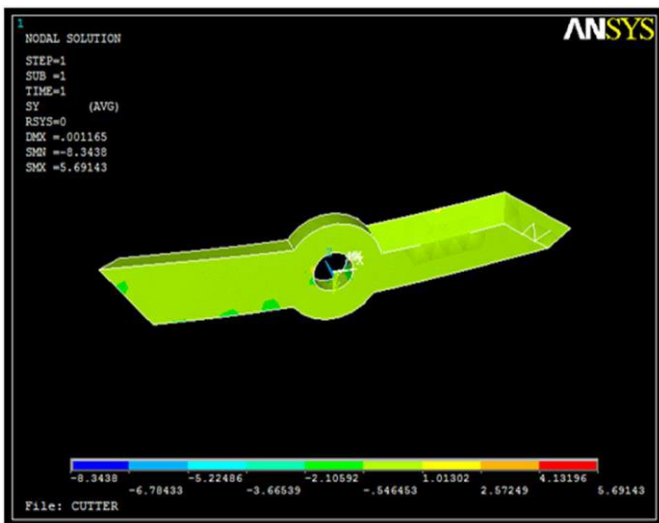 1
ANSYS
NODAL SOLUTION
STEP=1
SUB =1
TIME=1
SY (AVG)
RSYS=0
DMX =.001165
SMN=-8.3438
SMX=5.69143
-8.3438 -5.22486 -2.10592 1.01302 4.13196
-6.78433 -3.66539 -.546453 2.57249 5.69143
File: CUTTER